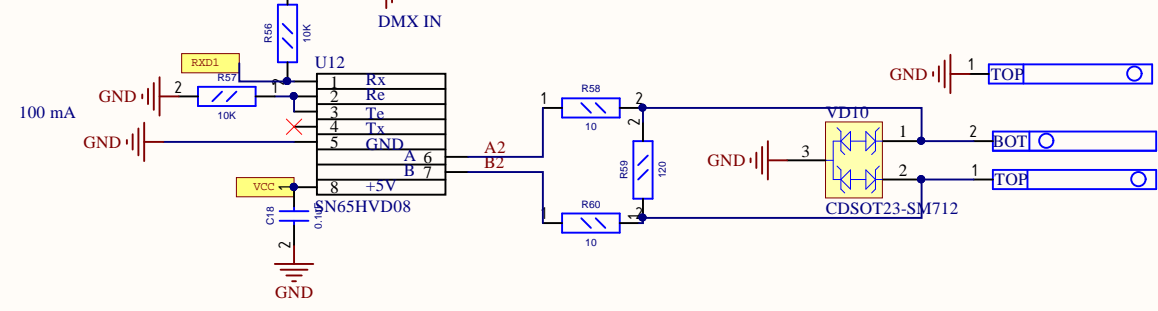 DMX IN
R56
10K
RXD1
U12
2
R57
1
10K
GND
100 mA
GND
1 Rx
2 Re
3 Te
4 Tx
5 GND
A 6
B 7
8 +5V
SN65HVD08
A2
B2
VCC
1
C18
2
GND
1
R58
2
10
2
R59
120
1
R60
2
10
GND
3
VD10
1
2
CDSOT23-SM712
GND
1
TOP
2
BOT
1
TOP